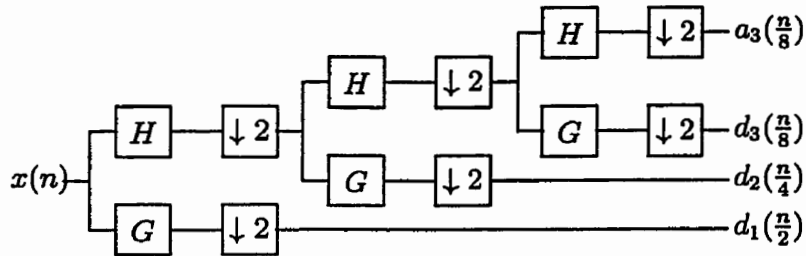 H ↓ 2 a₃(n/8)
H ↓ 2
H ↓ 2 G ↓ 2 d₃(n/8)
x(n) G ↓ 2 d₂(n/4)
G ↓ 2 d₁(n/2)